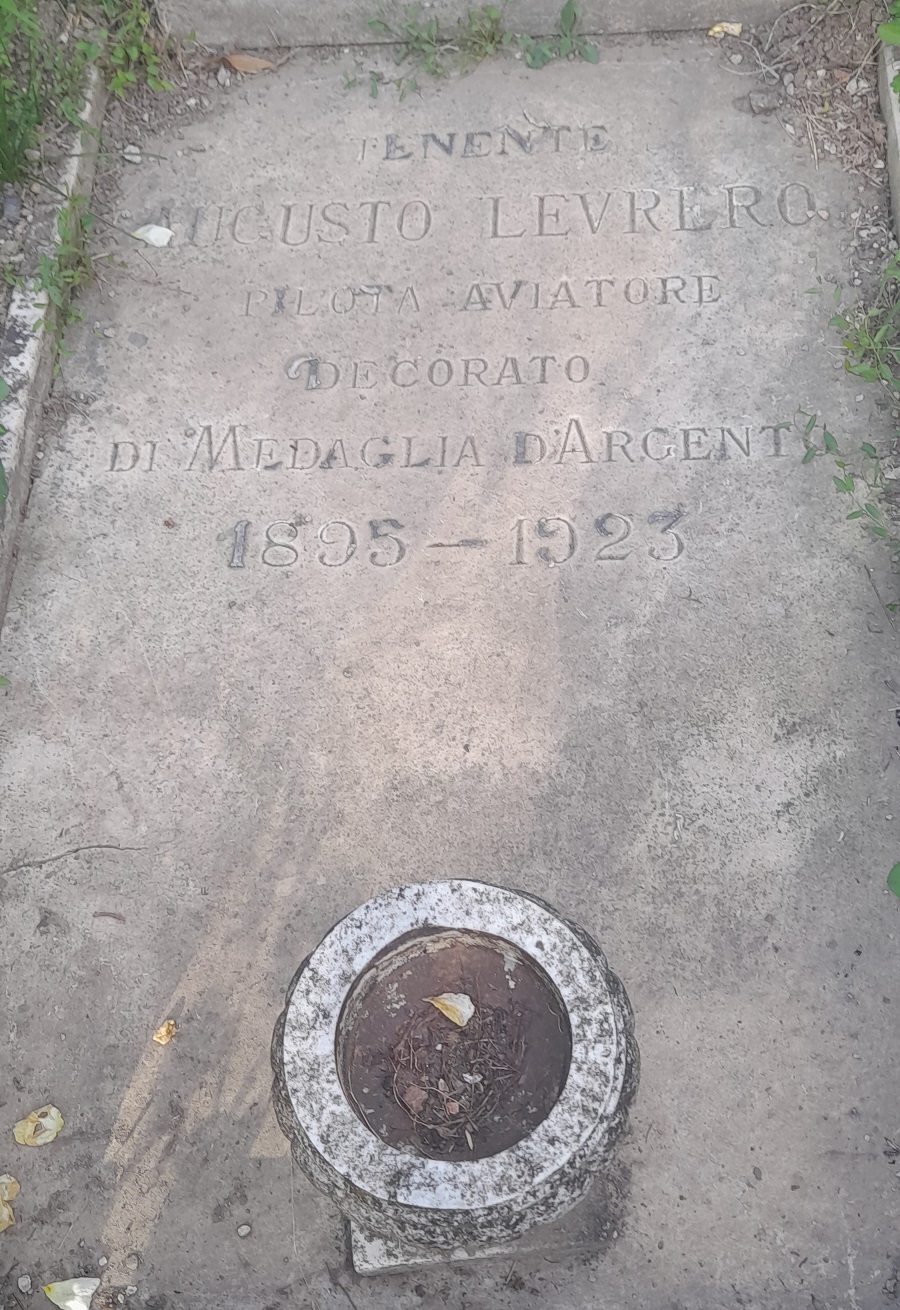 TENENTE
AUGUSTO LEVRERO
PILOTA AVIATORE
DECORATO
DI MEDAGLIA D'ARGENTO
1895 – 1923